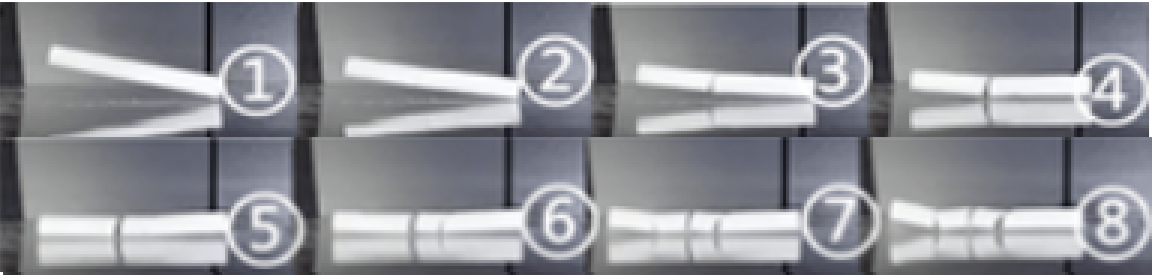 ① ② ③ ④
⑤ ⑥ ⑦ ⑧